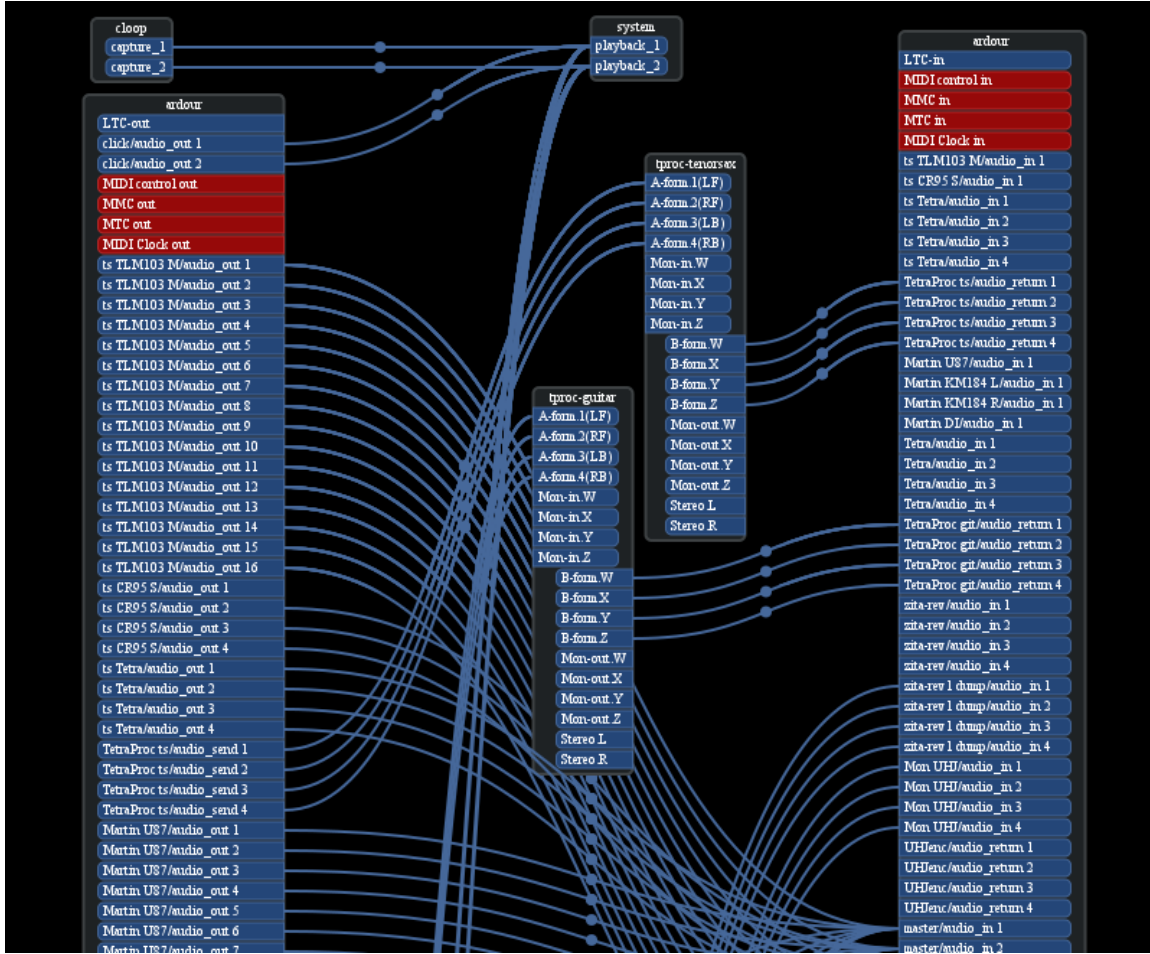 cloop
capture_1
capture_2
system
playback_1
playback_2
ardour
LTC-out
click/audio_out 1
click/audio_out 2
MIDI control out
MMC out
MTC out
MIDI Clock out
ts TLM103 M/audio_out 1
ts TLM103 M/audio_out 2
ts TLM103 M/audio_out 3
ts TLM103 M/audio_out 4
ts TLM103 M/audio_out 5
ts TLM103 M/audio_out 6
ts TLM103 M/audio_out 7
ts TLM103 M/audio_out 8
ts TLM103 M/audio_out 9
ts TLM103 M/audio_out 10
ts TLM103 M/audio_out 11
ts TLM103 M/audio_out 12
ts TLM103 M/audio_out 13
ts TLM103 M/audio_out 14
ts TLM103 M/audio_out 15
ts TLM103 M/audio_out 16
ts CR95 S/audio_out 1
ts CR95 S/audio_out 2
ts CR95 S/audio_out 3
ts CR95 S/audio_out 4
ts Tetra/audio_out 1
ts Tetra/audio_out 2
ts Tetra/audio_out 3
ts Tetra/audio_out 4
TetraProc ts/audio_send 1
TetraProc ts/audio_send 2
TetraProc ts/audio_send 3
TetraProc ts/audio_send 4
Martin U87/audio_out 1
Martin U87/audio_out 2
Martin U87/audio_out 3
Martin U87/audio_out 4
Martin U87/audio_out 5
Martin U87/audio_out 6
Martin U87/audio_out 7
tproc-guitar
A-form.1(LF)
A-form.2(RF)
A-form.3(LB)
A-form.4(RB)
Mon-in.W
Mon-in.X
Mon-in.Y
Mon-in.Z
B-form.W
B-form.X
B-form.Y
B-form.Z
Mon-out.W
Mon-out.X
Mon-out.Y
Mon-out.Z
Stereo.L
Stereo.R
tproc-tenorsax
A-form.1(LF)
A-form.2(RF)
A-form.3(LB)
A-form.4(RB)
Mon-in.W
Mon-in.X
Mon-in.Y
Mon-in.Z
B-form.W
B-form.X
B-form.Y
B-form.Z
Mon-out.W
Mon-out.X
Mon-out.Y
Mon-out.Z
Stereo.L
Stereo.R
ardour
LTC-in
MIDI control in
MMC in
MTC in
MIDI Clock in
ts TLM103 M/audio_in 1
ts CR95 S/audio_in 1
ts Tetra/audio_in 1
ts Tetra/audio_in 2
ts Tetra/audio_in 3
ts Tetra/audio_in 4
TetraProc ts/audio_return 1
TetraProc ts/audio_return 2
TetraProc ts/audio_return 3
TetraProc ts/audio_return 4
Martin U87/audio_in 1
Martin KM184 L/audio_in 1
Martin KM184 R/audio_in 1
Martin DI/audio_in 1
Tetra/audio_in 1
Tetra/audio_in 2
Tetra/audio_in 3
Tetra/audio_in 4
TetraProc git/audio_return 1
TetraProc git/audio_return 2
TetraProc git/audio_return 3
TetraProc git/audio_return 4
zita-rev/audio_in 1
zita-rev/audio_in 2
zita-rev/audio_in 3
zita-rev/audio_in 4
zita-rev1 dump/audio_in 1
zita-rev1 dump/audio_in 2
zita-rev1 dump/audio_in 3
zita-rev1 dump/audio_in 4
Mon UHJ/audio_in 1
Mon UHJ/audio_in 2
Mon UHJ/audio_in 3
Mon UHJ/audio_in 4
UHJenc/audio_return 1
UHJenc/audio_return 2
UHJenc/audio_return 3
UHJenc/audio_return 4
master/audio_in 1
master/audio_in 2